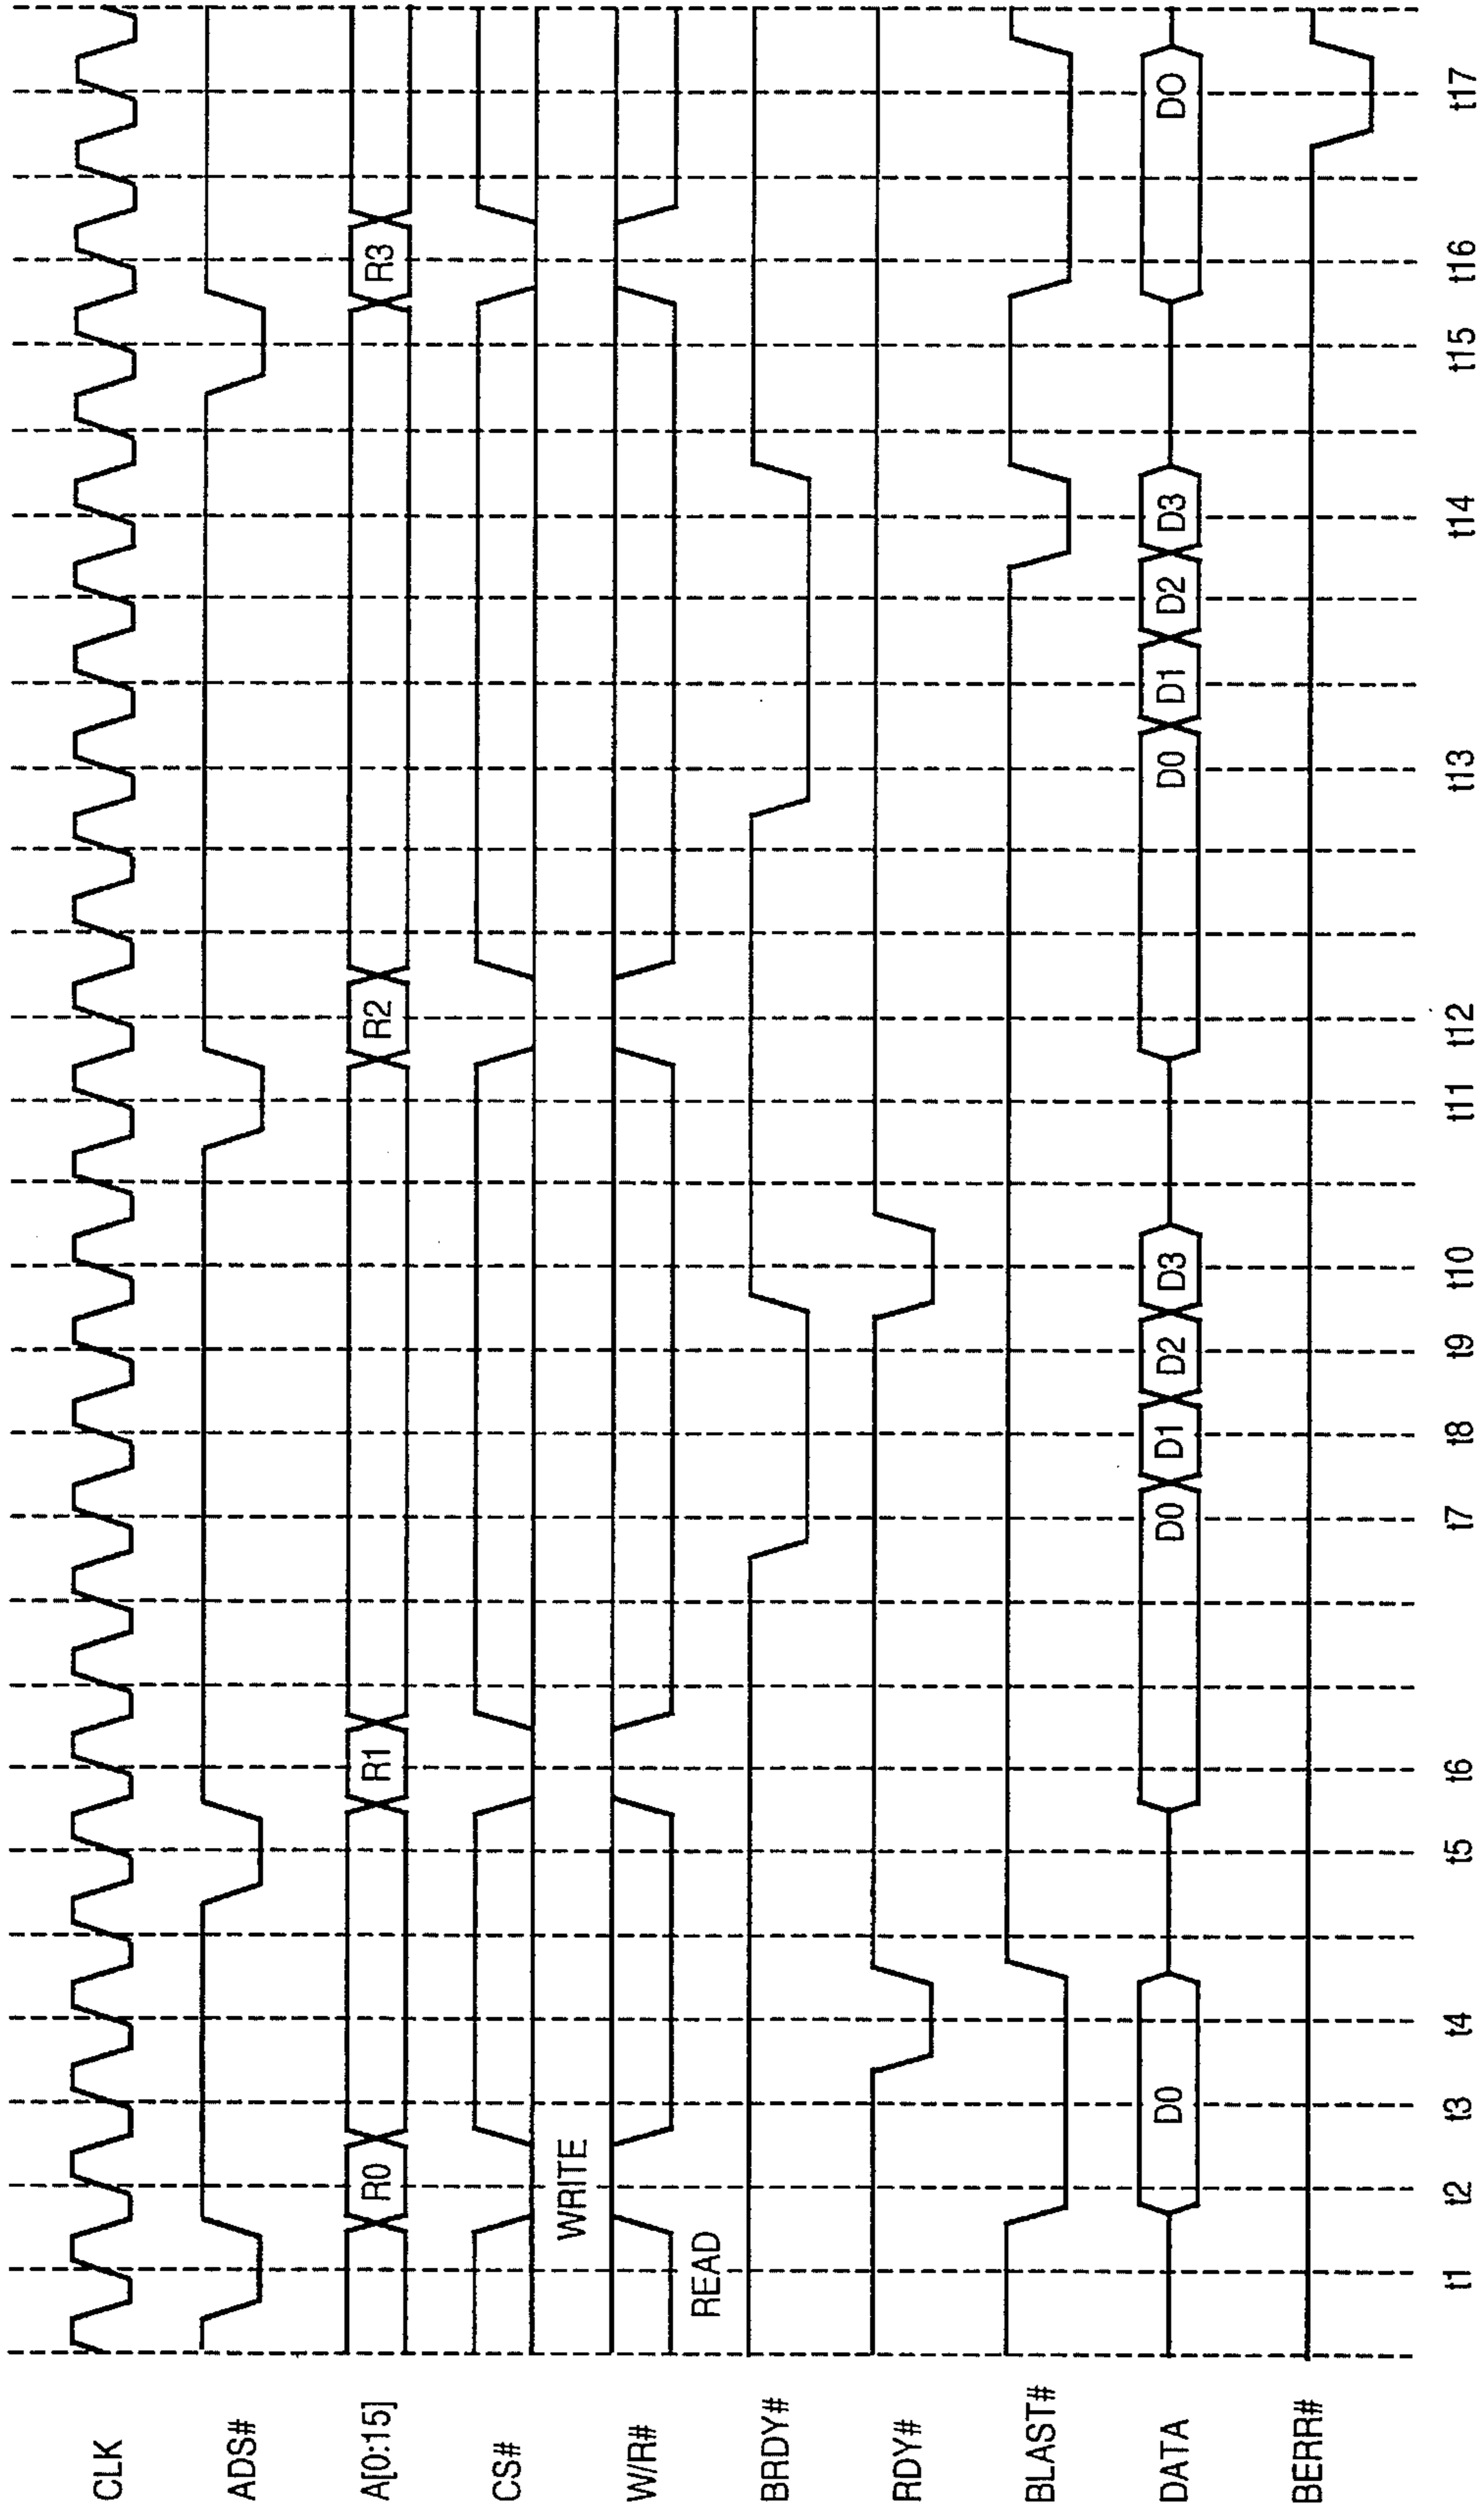 CLK
ADS#
A[0:15]
R0
R1
R2
R3
CS#
WRITE
W/R#
READ
BRDY#
RDY#
BLAST#
DATA
D0
D0
D1
D2
D3
D0
D1
D2
D3
DO
BERR#
t1
t2
t3
t4
t5
t6
t7
t8
t9
t10
t11
t12
t13
t14
t15
t16
t17